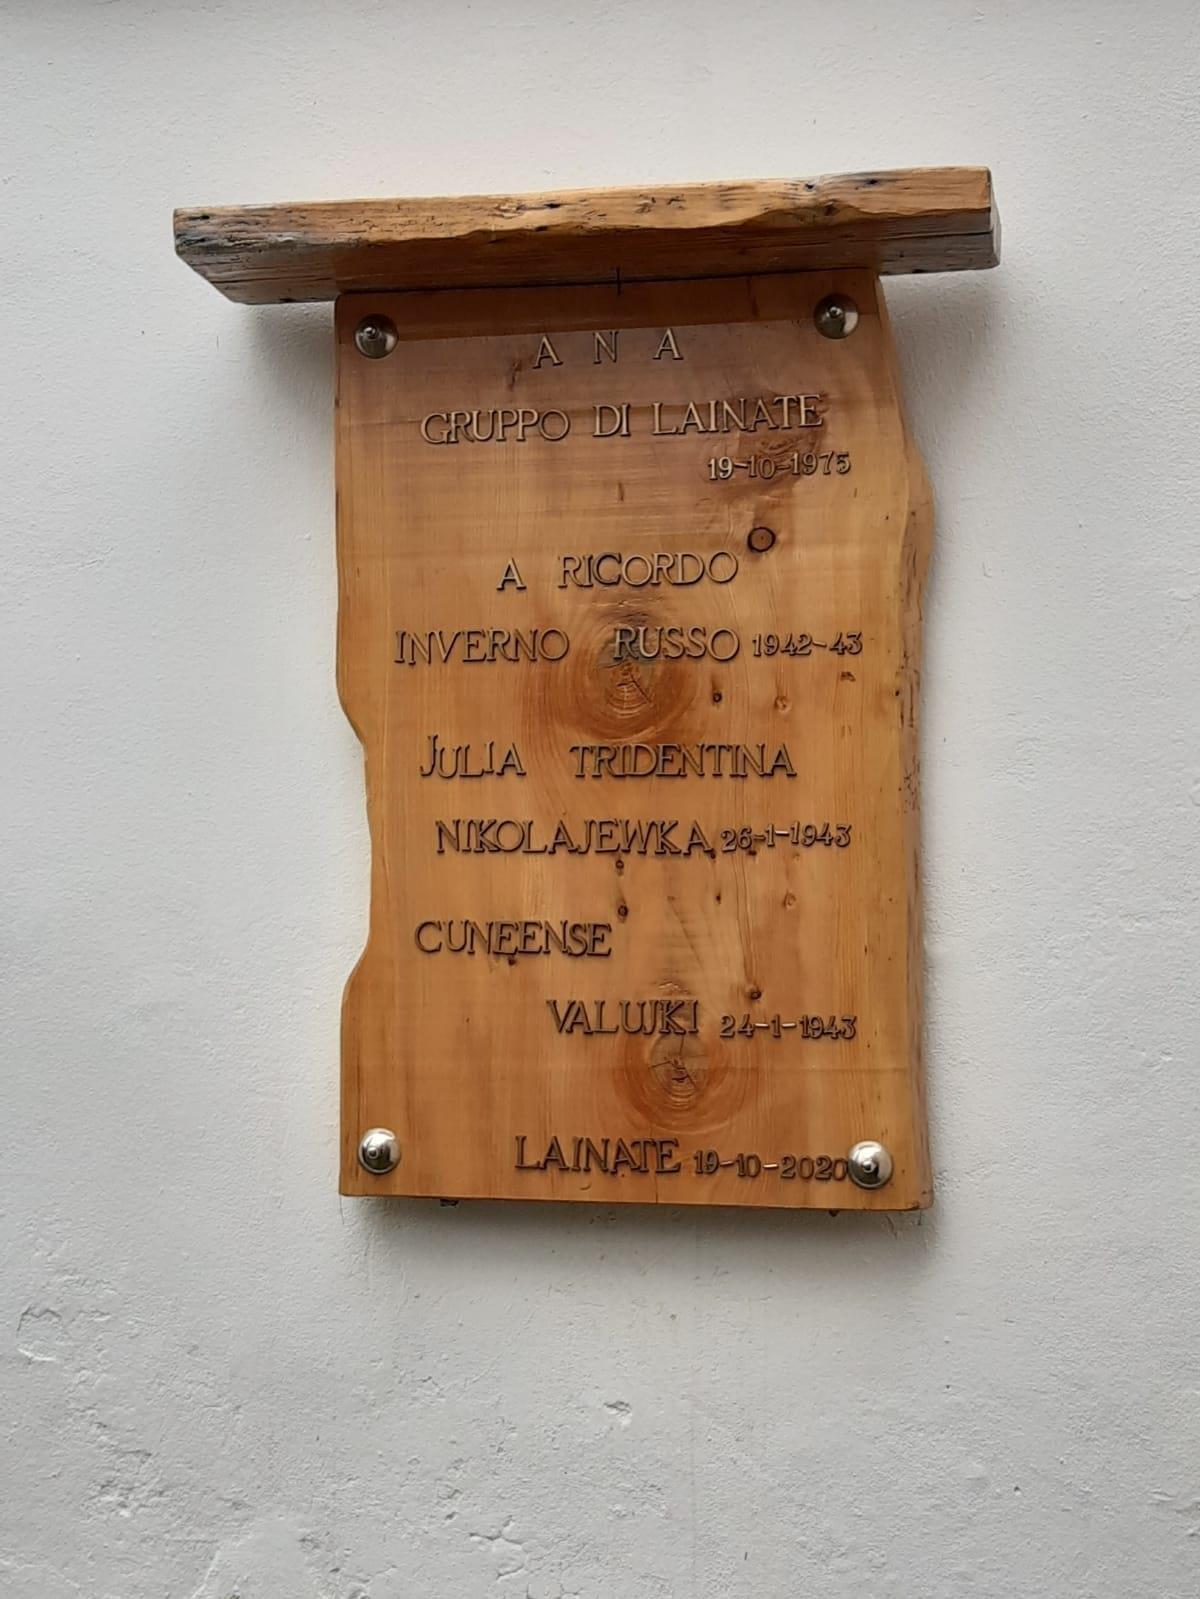 A N A
GRUPPO DI LAINATE
19-10-1975
A RICORDO
INVERNO RUSSO 1942-43
JULIA TRIDENTINA
NIKOLAJEWKA 26-1-1943
CUNEENSE
VALUJKI 24-1-1943
LAINATE 19-10-2020